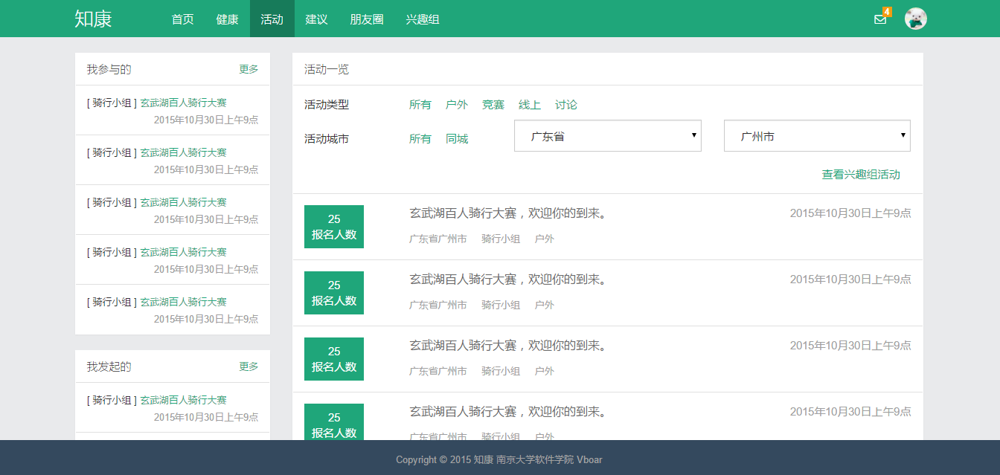 知康 首页 健康 活动 建议 朋友圈 兴趣组 4
我参与的 更多
[ 骑行小组 ] 玄武湖百人骑行大赛
2015年10月30日上午9点
[ 骑行小组 ] 玄武湖百人骑行大赛
2015年10月30日上午9点
[ 骑行小组 ] 玄武湖百人骑行大赛
2015年10月30日上午9点
[ 骑行小组 ] 玄武湖百人骑行大赛
2015年10月30日上午9点
[ 骑行小组 ] 玄武湖百人骑行大赛
2015年10月30日上午9点
我发起的 更多
[ 骑行小组 ] 玄武湖百人骑行大赛
2015年10月30日上午9点
活动一览
活动类型 所有 户外 竞赛 线上 讨论
活动城市 所有 同城 广东省 广州市
查看兴趣组活动
25
报名人数
玄武湖百人骑行大赛，欢迎你的到来。 2015年10月30日上午9点
广东省广州市 骑行小组 户外
25
报名人数
玄武湖百人骑行大赛，欢迎你的到来。 2015年10月30日上午9点
广东省广州市 骑行小组 户外
25
报名人数
玄武湖百人骑行大赛，欢迎你的到来。 2015年10月30日上午9点
广东省广州市 骑行小组 户外
25
报名人数
玄武湖百人骑行大赛，欢迎你的到来。 2015年10月30日上午9点
广东省广州市 骑行小组 户外
Copyright © 2015 知康 南京大学软件学院 Vboar